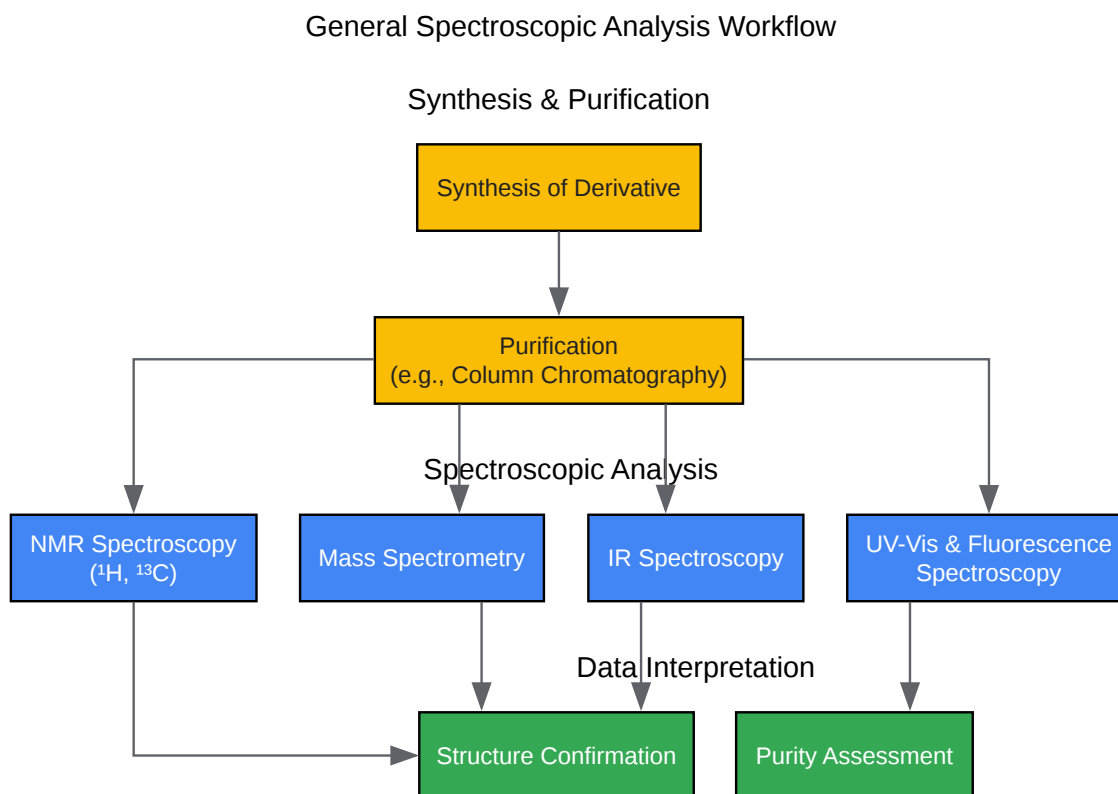 General Spectroscopic Analysis Workflow
Synthesis & Purification
Synthesis of Derivative
Purification
(e.g., Column Chromatography)
Spectroscopic Analysis
NMR Spectroscopy
(¹H, ¹³C)
Mass Spectrometry
IR Spectroscopy
UV-Vis & Fluorescence
Spectroscopy
Data Interpretation
Structure Confirmation
Purity Assessment